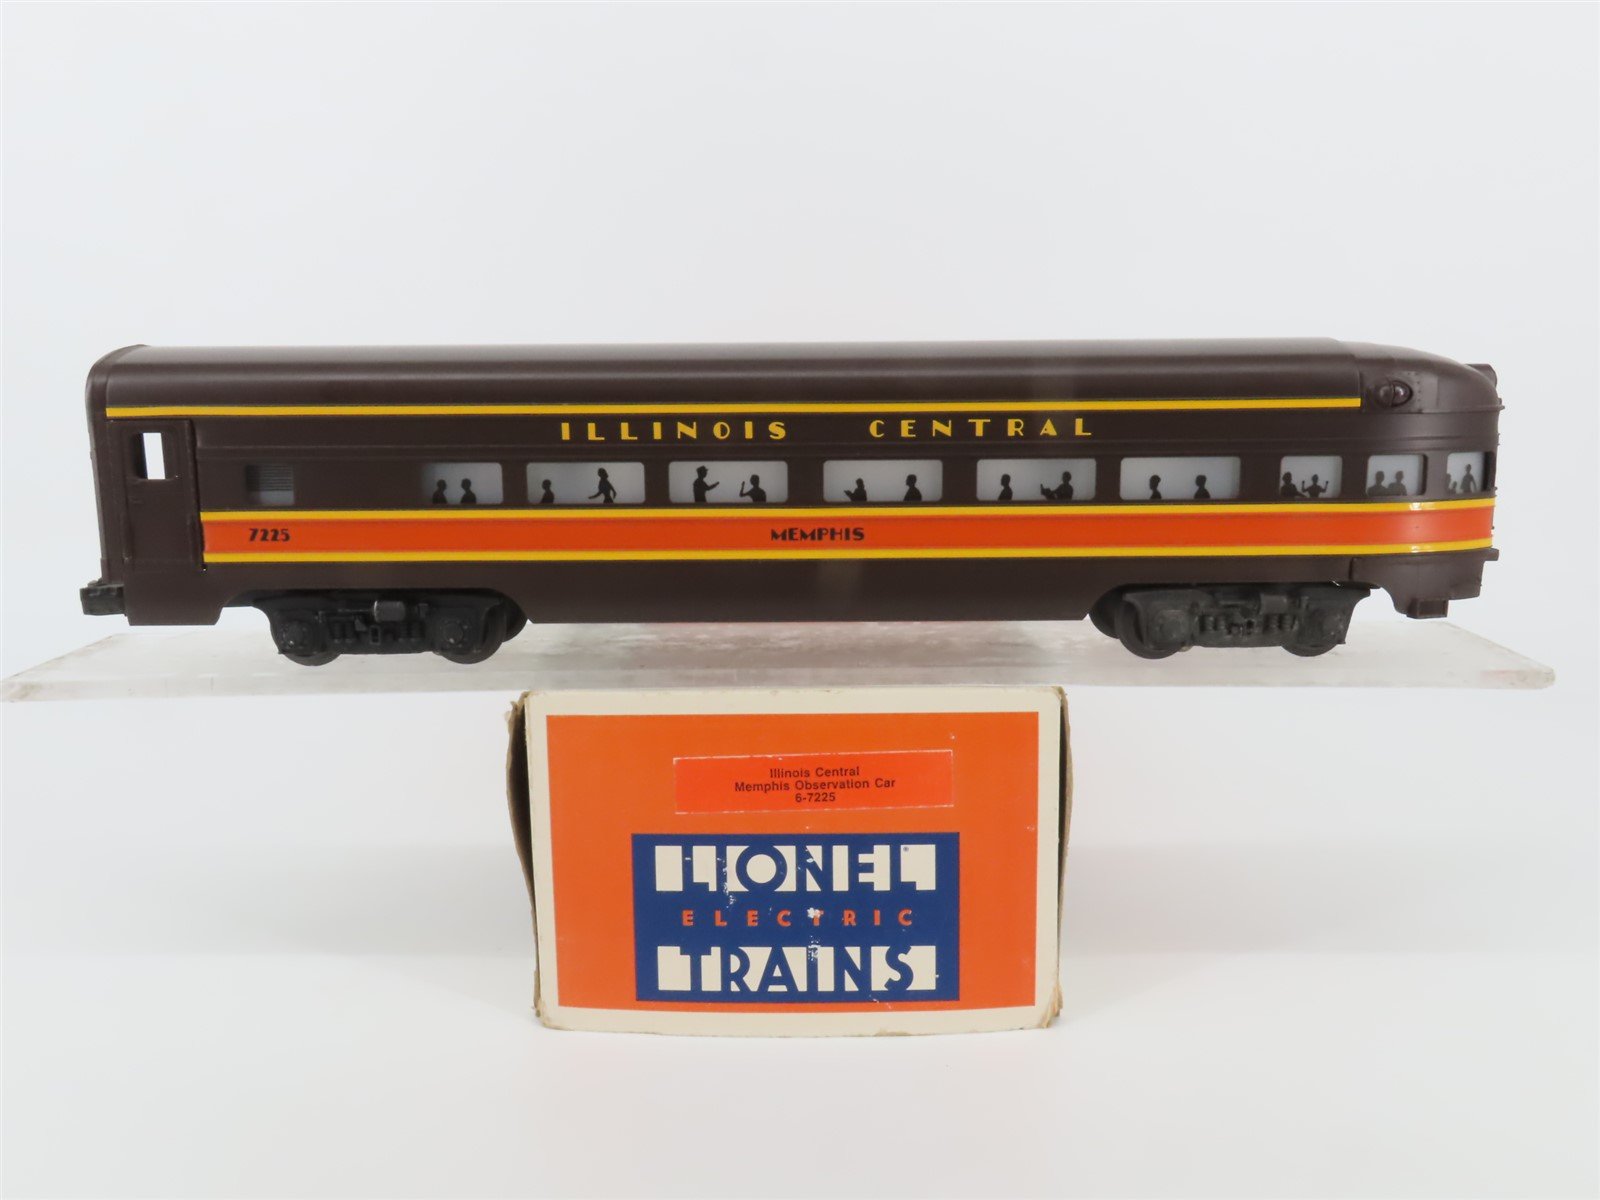 ILLINOIS CENTRAL
7225 MEMPHIS
Illinois Central
Memphis Observation Car
6-7225
LIONEL®
ELECTRIC
TRAINS